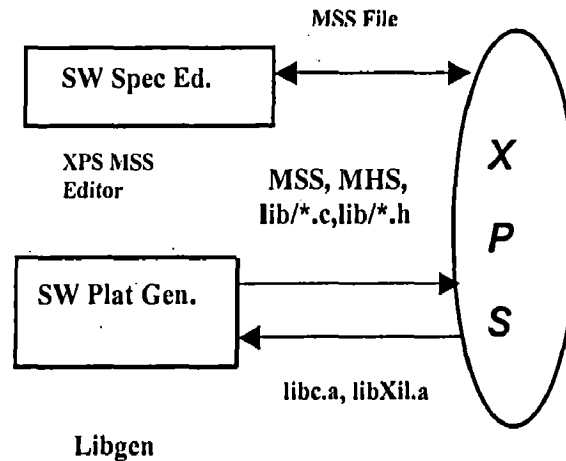 MSS File
SW Spec Ed.
XPS MSS
Editor
MSS, MHS,
lib/*.c,lib/*.h
SW Plat Gen.
libc.a, libXil.a
Libgen
X
P
S